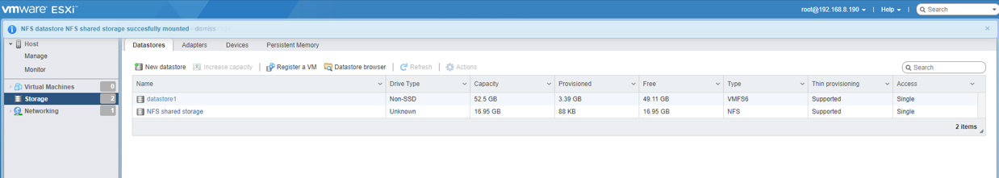 vmware ESXi
root@192.168.8.190 | Help | Search
NFS datastore NFS shared storage succesfully mounted - dismiss
Host
Manage
Monitor
Virtual Machines 0
Storage 2
Networking 1
Datastores Adapters Devices Persistent Memory
New datastore Increase capacity | Register a VM Datastore browser | Refresh | Actions
Search
Name Drive Type Capacity Provisioned Free Type Thin provisioning Access
datastore1 Non-SSD 52.5 GB 3.39 GB 49.11 GB VMFS6 Supported Single
NFS shared storage Unknown 16.95 GB 88 KB 16.95 GB NFS Supported Single
2 items